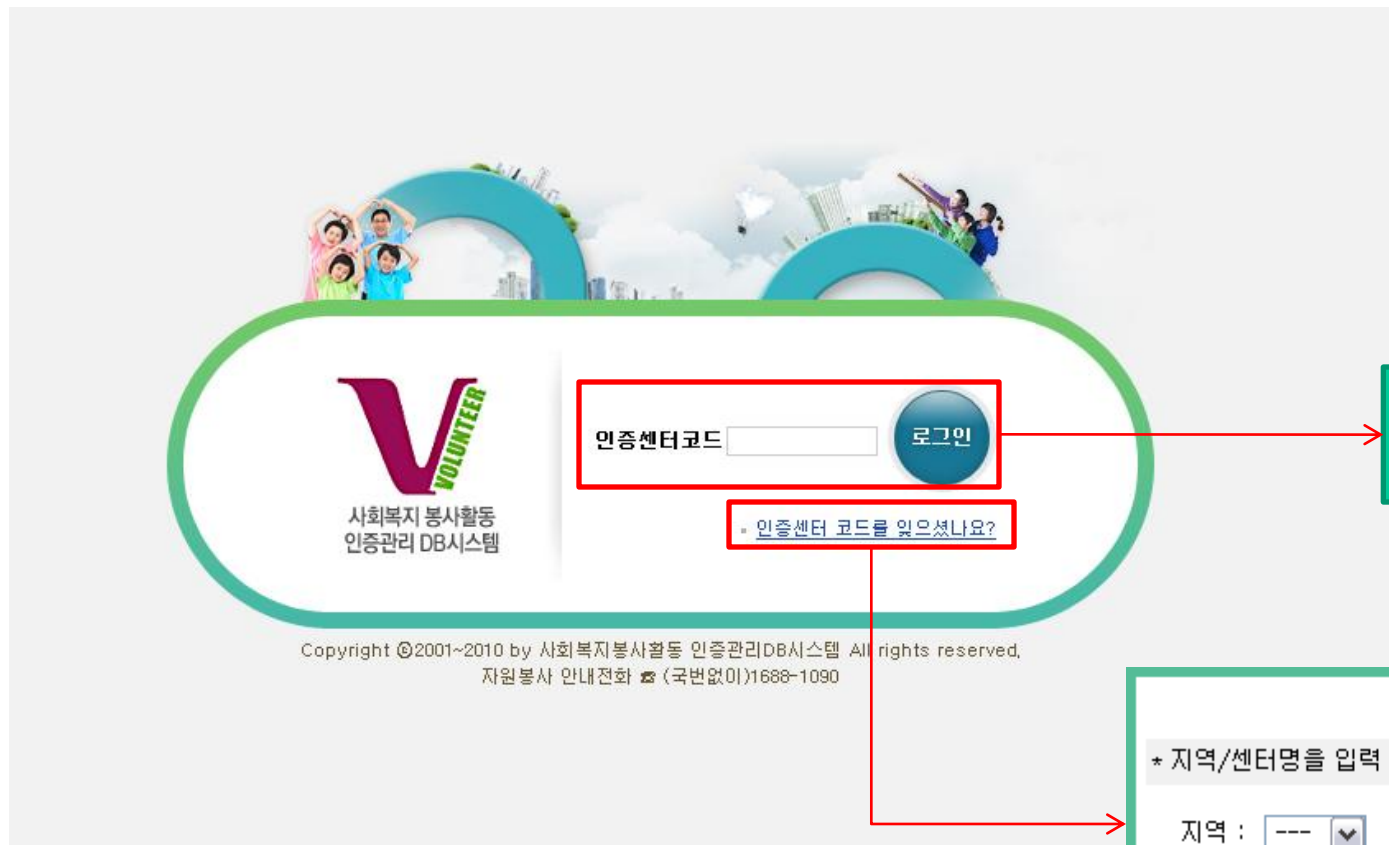 VOLUNTEER
사회복지 봉사활동
인증관리 DB시스템
인증센터코드
로그인
인증센터 코드를 잊으셨나요?
Copyright ©2001~2010 by 사회복지봉사활동 인증관리DB시스템 All rights reserved,
자원봉사 안내전화 ☎ (국번없이)1688-1090
* 지역/센터명을 입력
지역 : ---